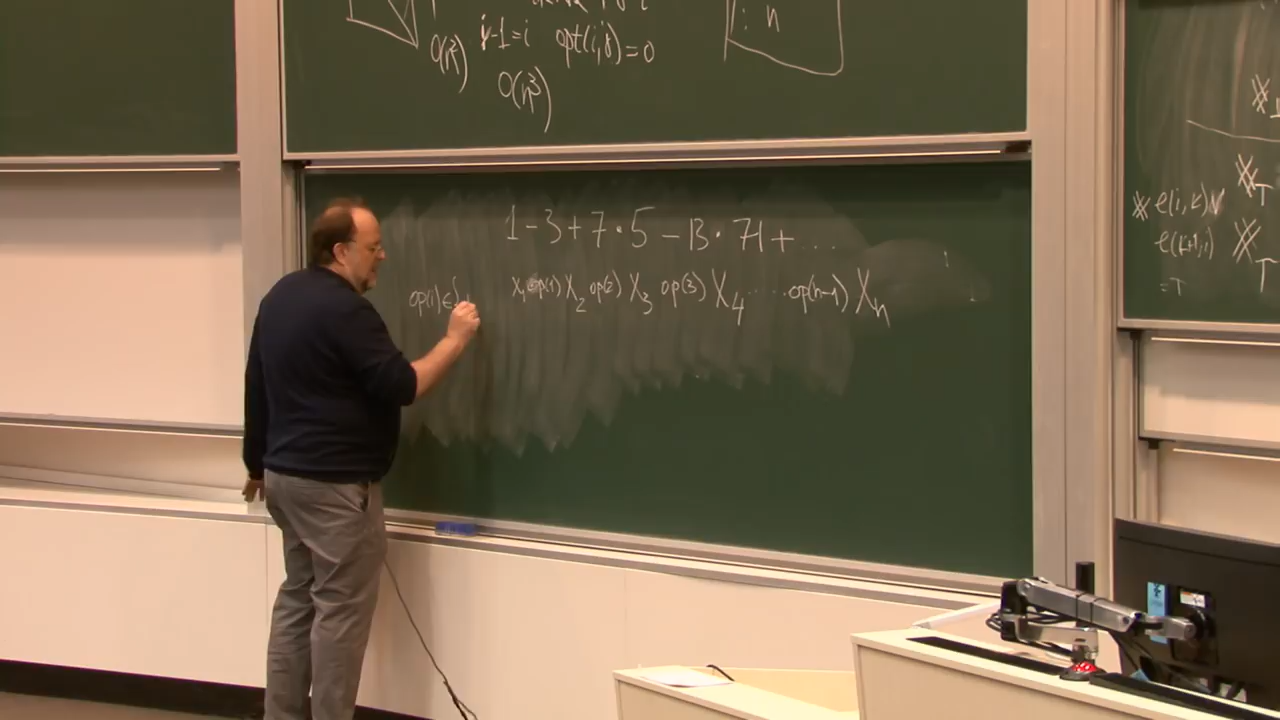 j-1=i opt(i,j)=0
: n
O(n²)
O(n³)
1 - 3 + 7 · 5 - 13 · 71 + ....
op(i) ∈ {
X₁ op(1) X₂ op(2) X₃ op(3) X₄ ..... op(n-1) Xₙ
e(i,k)
e(k+1,j)
= T
T
T